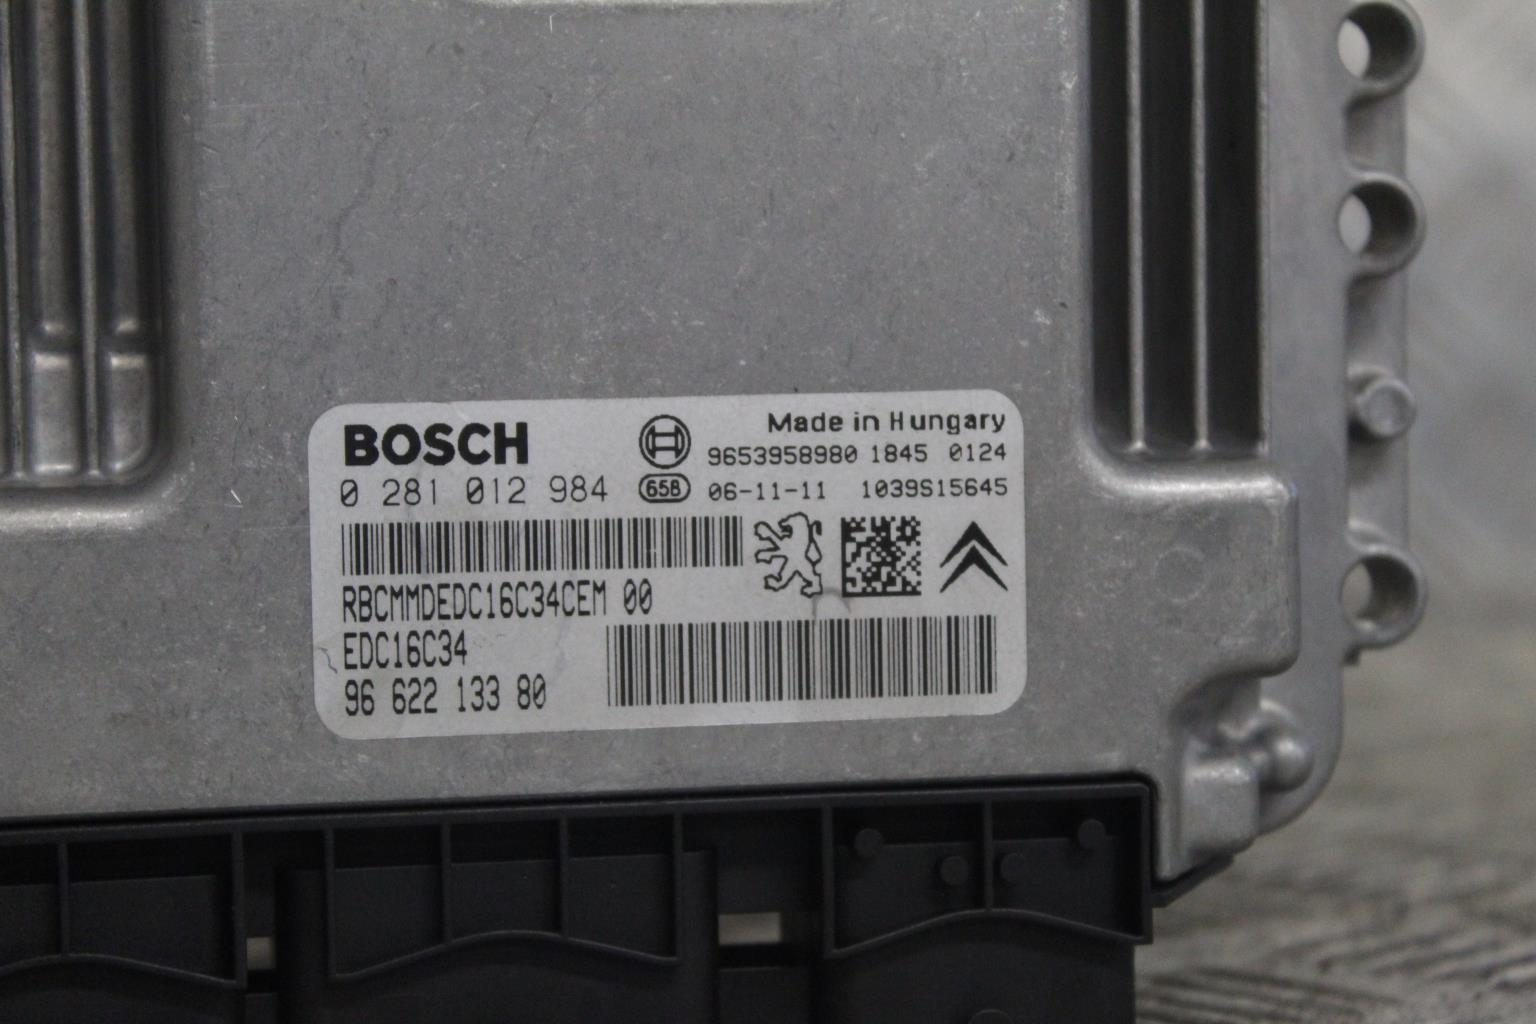 BOSCH
Made in Hungary
9653958980 1845 0124
0 281 012 984
658
06-11-11 1039S15645
RBCMMDEDC16C34CEM 00
EDC16C34
96 622 133 80